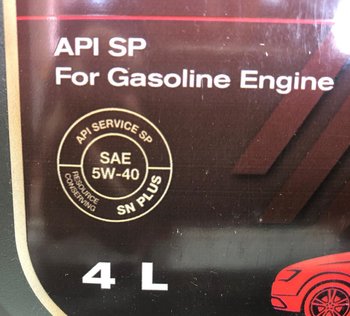 API SP
For Gasoline Engine
API SERVICE SP
SAE
5W-40
RESOURCE
CONSERVING
SN PLUS
4 L